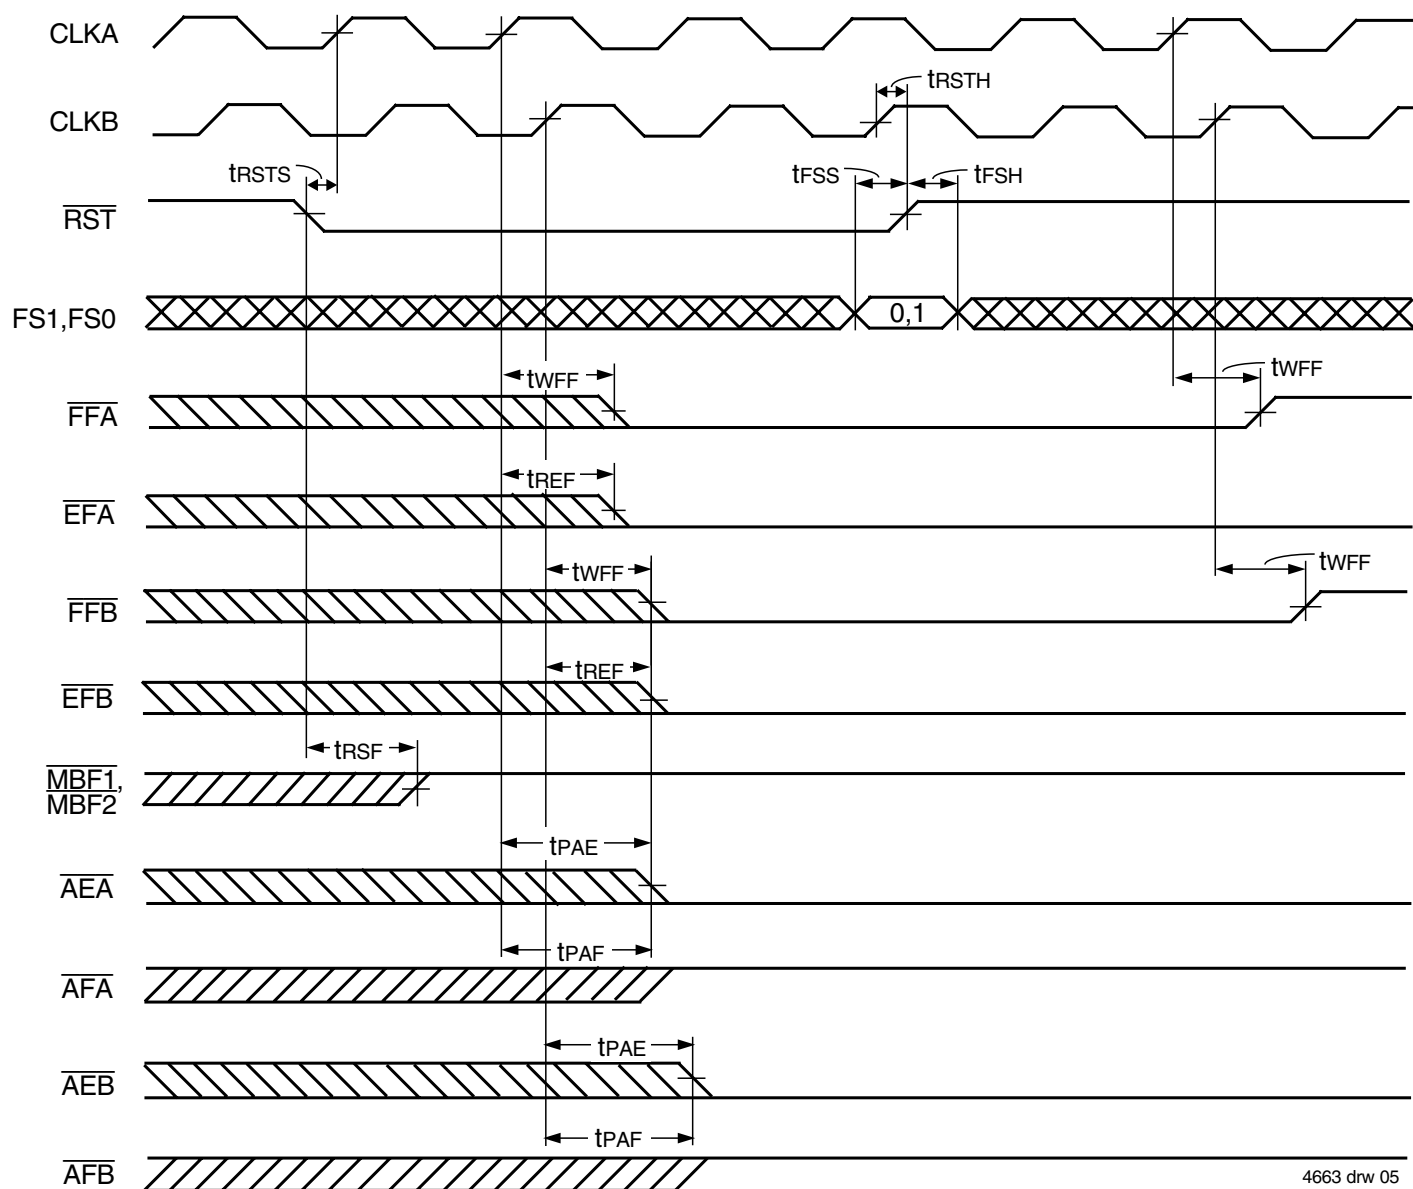 CLKA
tRSTH
CLKB
tRSTS
tFSS
tFSH
RST
FS1,FS0
0,1
tWFF
tWFF
FFA
tREF
EFA
tWFF
tWFF
FFB
tREF
EFB
tRSF
MBF1,
MBF2
tPAE
AEA
tPAF
AFA
tPAE
AEB
tPAF
AFB
4663 drw 05